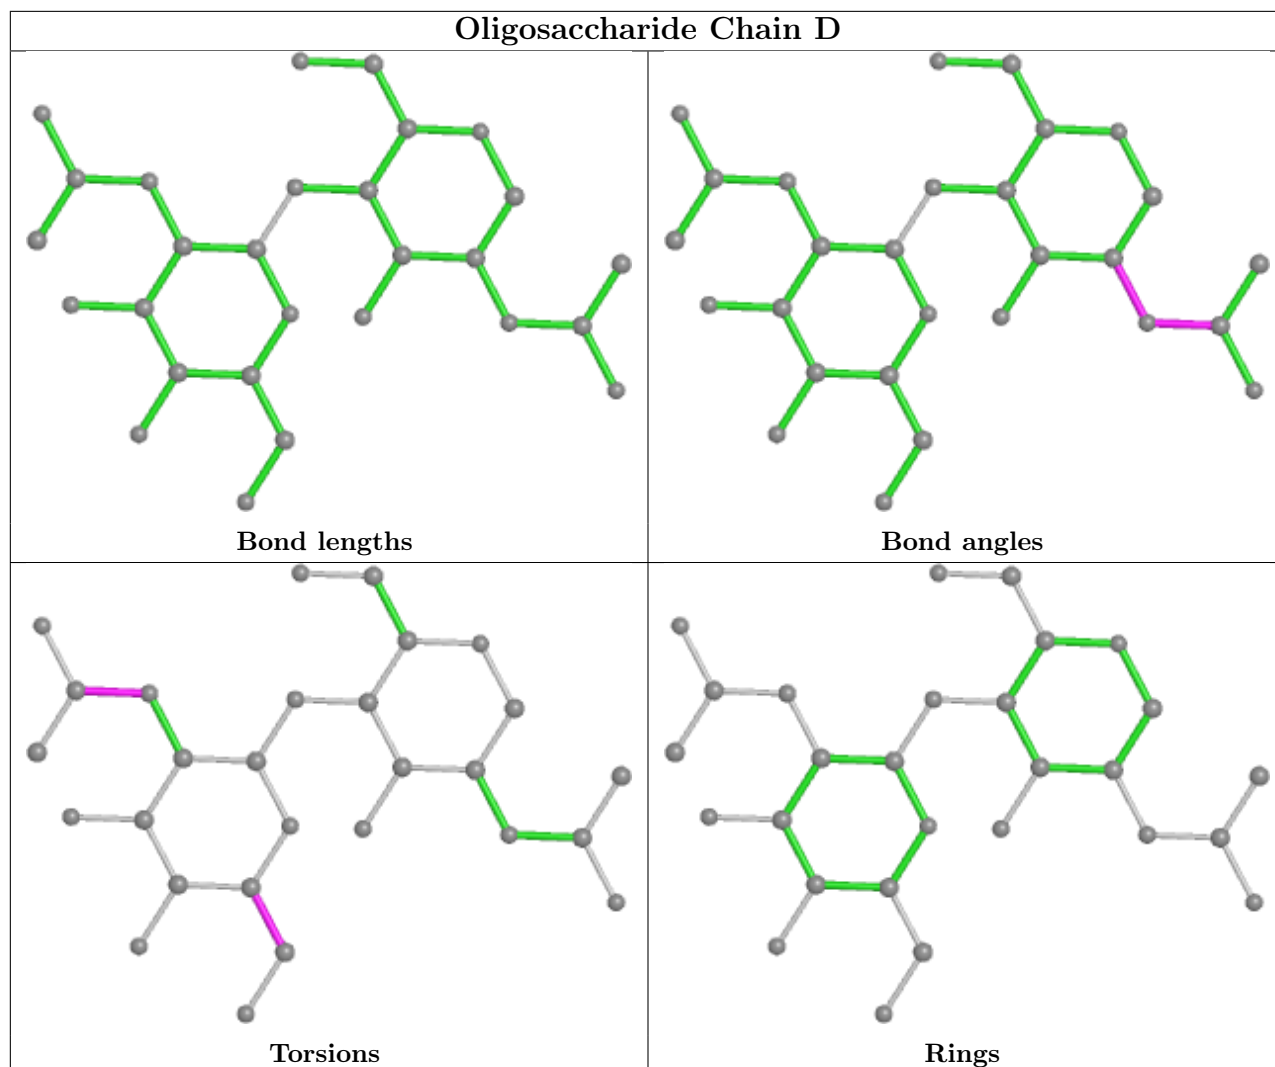 Oligosaccharide Chain D
Bond lengths
Bond angles
Torsions
Rings